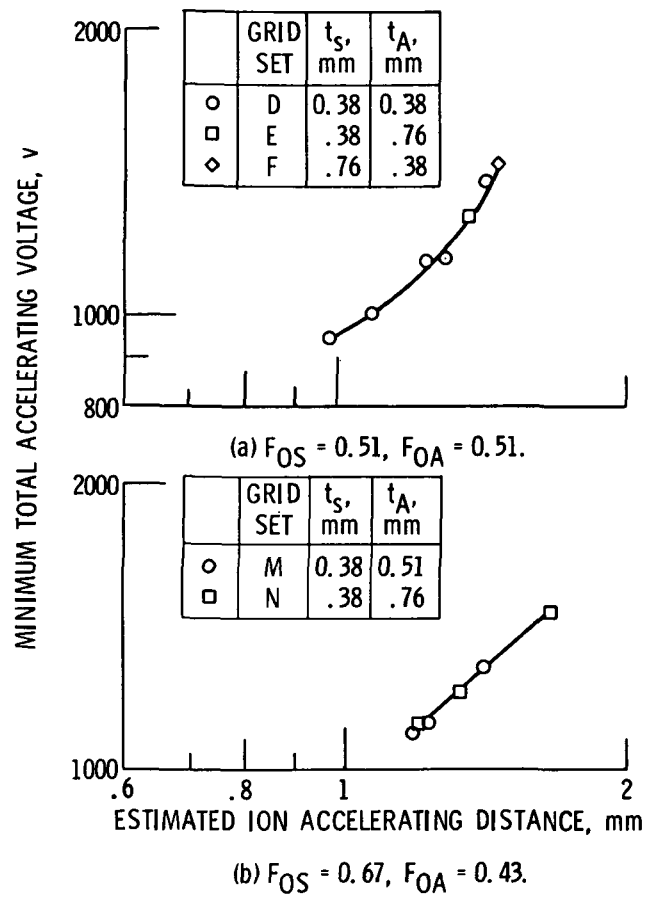 MINIMUM TOTAL ACCELERATING VOLTAGE, v
2000
GRID SET t_s, mm t_A, mm
D 0.38 0.38
E .38 .76
F .76 .38
1000
800
(a) F_OS = 0.51, F_OA = 0.51.
2000
GRID SET t_s, mm t_A, mm
M 0.38 0.51
N .38 .76
1000
.6 .8 1 2
ESTIMATED ION ACCELERATING DISTANCE, mm
(b) F_OS = 0.67, F_OA = 0.43.